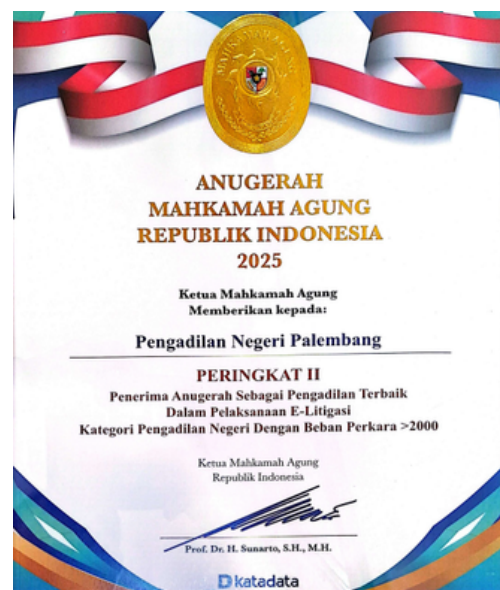 MAHKAMAH AGUNG
ANUGERAH
MAHKAMAH AGUNG
REPUBLIK INDONESIA
2025
Ketua Mahkamah Agung
Memberikan kepada:
Pengadilan Negeri Palembang
PERINGKAT II
Penerima Anugerah Sebagai Pengadilan Terbaik
Dalam Pelaksanaan E-Litigasi
Kategori Pengadilan Negeri Dengan Beban Perkara >2000
Ketua Mahkamah Agung
Republik Indonesia
Prof. Dr. H. Sunarto, S.H., M.H.
katadata